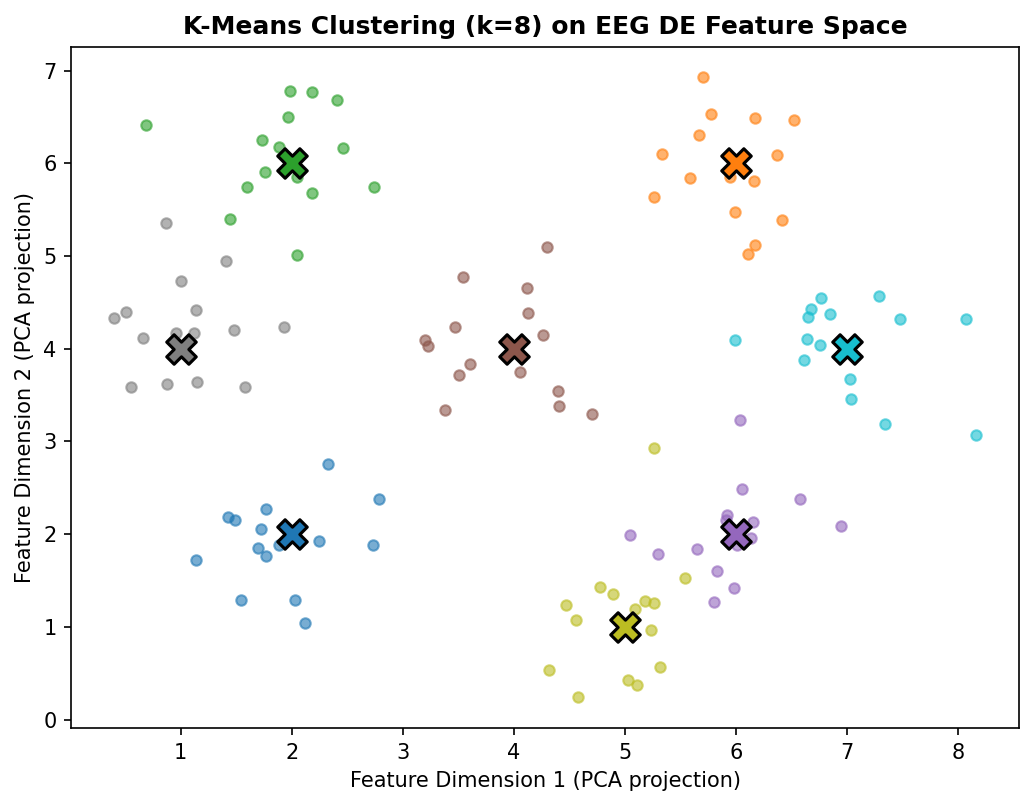 K-Means Clustering (k=8) on EEG DE Feature Space
Feature Dimension 2 (PCA projection)
7
6
5
4
3
2
1
0
1 2 3 4 5 6 7 8
Feature Dimension 1 (PCA projection)